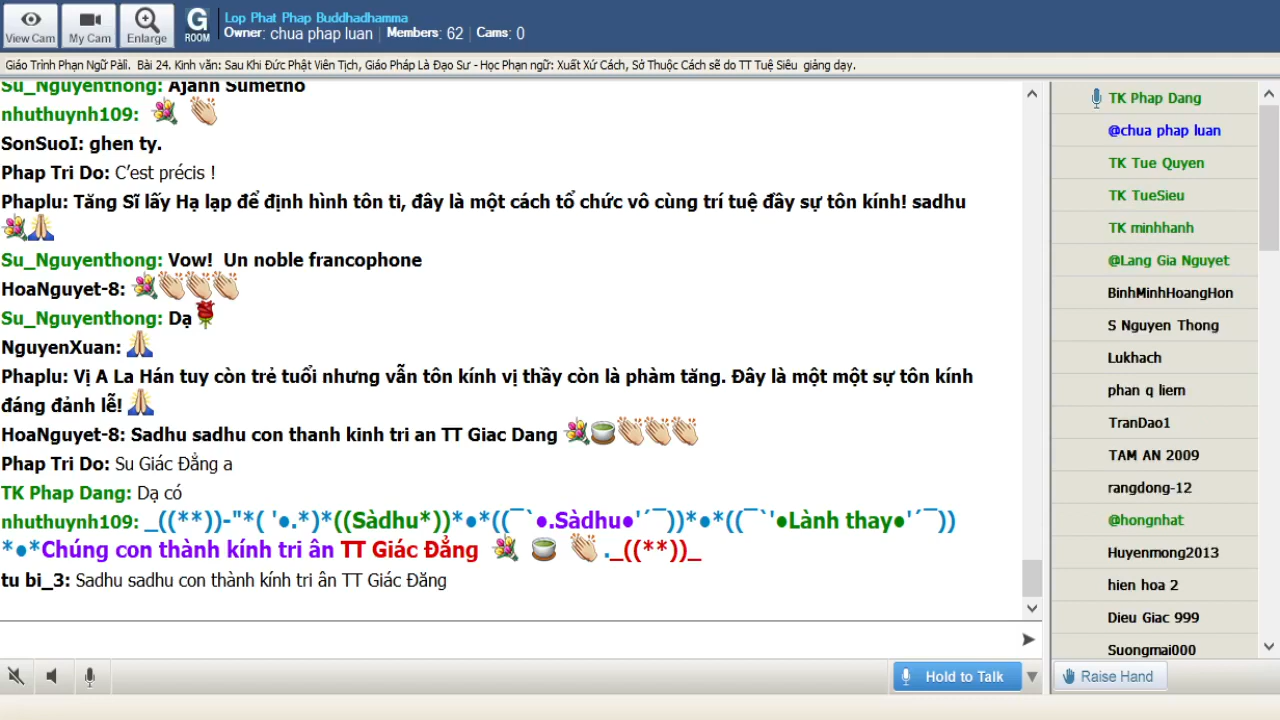 View Cam
My Cam
Enlarge
G
ROOM
Lop Phat Phap Buddhadhamma
Owner: chua phap luan | Members: 62 | Cams: 0
Giáo Trình Phạn Ngữ Pàli.  Bài 24. Kinh văn: Sau Khi Đức Phật Viên Tịch, Giáo Pháp Là Đạo Sư - Học Phạn ngữ: Xuất Xứ Cách, Sở Thuộc Cách sẽ do TT Tuệ Siêu  giảng dạy.
Su_Nguyenthong: Ajahn Sumetho
nhuthuynh109:
SonSuoI: ghen ty.
Phap Tri Do: C’est précis !
Phaplu: Tăng Sĩ lấy Hạ lạp để định hình tôn ti, đây là một cách tổ chức vô cùng trí tuệ đầy sự tôn kính! sadhu
Su_Nguyenthong: Vow!  Un noble francophone
HoaNguyet-8:
Su_Nguyenthong: Dạ
NguyenXuan:
Phaplu: Vị A La Hán tuy còn trẻ tuổi nhưng vẫn tôn kính vị thầy còn là phàm tăng. Đây là một một sự tôn kính
đáng đảnh lễ!
HoaNguyet-8: Sadhu sadhu con thanh kinh tri an TT Giac Dang
Phap Tri Do: Su Giác Đẳng a
TK Phap Dang: Dạ có
nhuthuynh109: _((**))-"*( '●.*)*((Sàdhu*))*●*((¯`●.Sàdhu●'´¯))*●*((¯`'●Lành thay●'´¯))
*●*Chúng con thành kính tri ân TT Giác Đẳng ._((**))_
tu bi_3: Sadhu sadhu con thành kính tri ân TT Giác Đăng
Hold to Talk
TK Phap Dang
@chua phap luan
TK Tue Quyen
TK TueSieu
TK minhhanh
@Lang Gia Nguyet
BinhMinhHoangHon
S Nguyen Thong
Lukhach
phan q liem
TranDao1
TAM AN 2009
rangdong-12
@hongnhat
Huyenmong2013
hien hoa 2
Dieu Giac 999
Suongmai000
Raise Hand